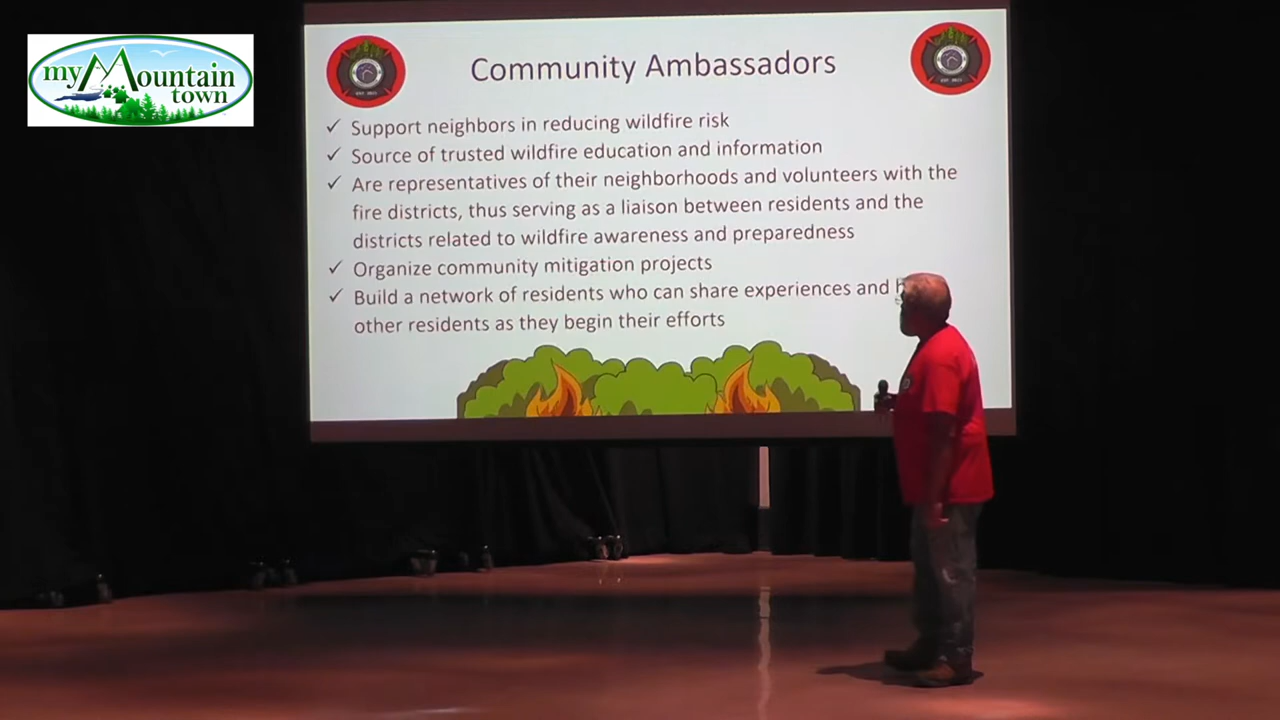 my Mountain
town
Community Ambassadors
✓ Support neighbors in reducing wildfire risk
✓ Source of trusted wildfire education and information
✓ Are representatives of their neighborhoods and volunteers with the
fire districts, thus serving as a liaison between residents and the
districts related to wildfire awareness and preparedness
✓ Organize community mitigation projects
✓ Build a network of residents who can share experiences and
other residents as they begin their efforts